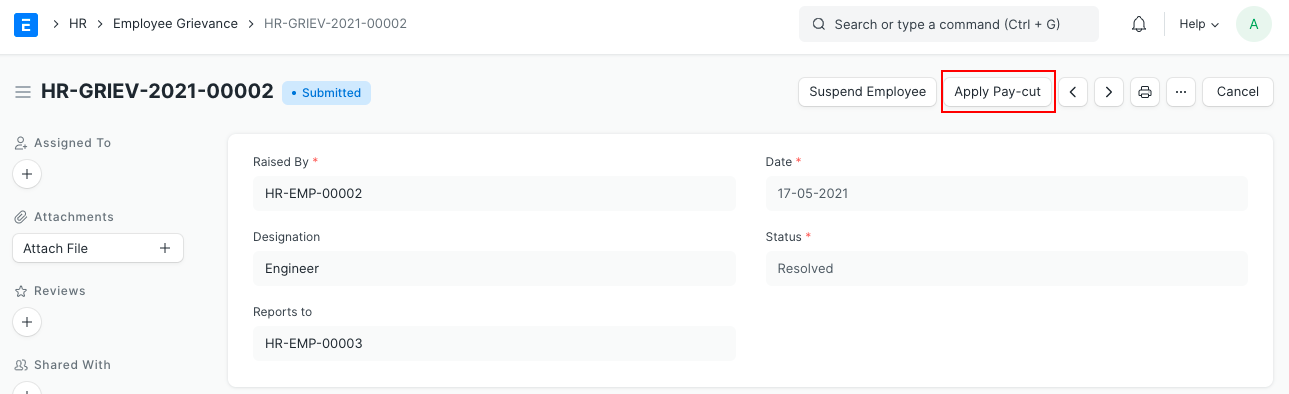 E > HR > Employee Grievance > HR-GRIEV-2021-00002
Search or type a command (Ctrl + G)
Help
A
HR-GRIEV-2021-00002
• Submitted
Suspend Employee
Apply Pay-cut
< >
...
Cancel
Assigned To
+
Attachments
Attach File +
Reviews
+
Shared With
+
Raised By *
HR-EMP-00002
Date *
17-05-2021
Designation
Engineer
Status *
Resolved
Reports to
HR-EMP-00003